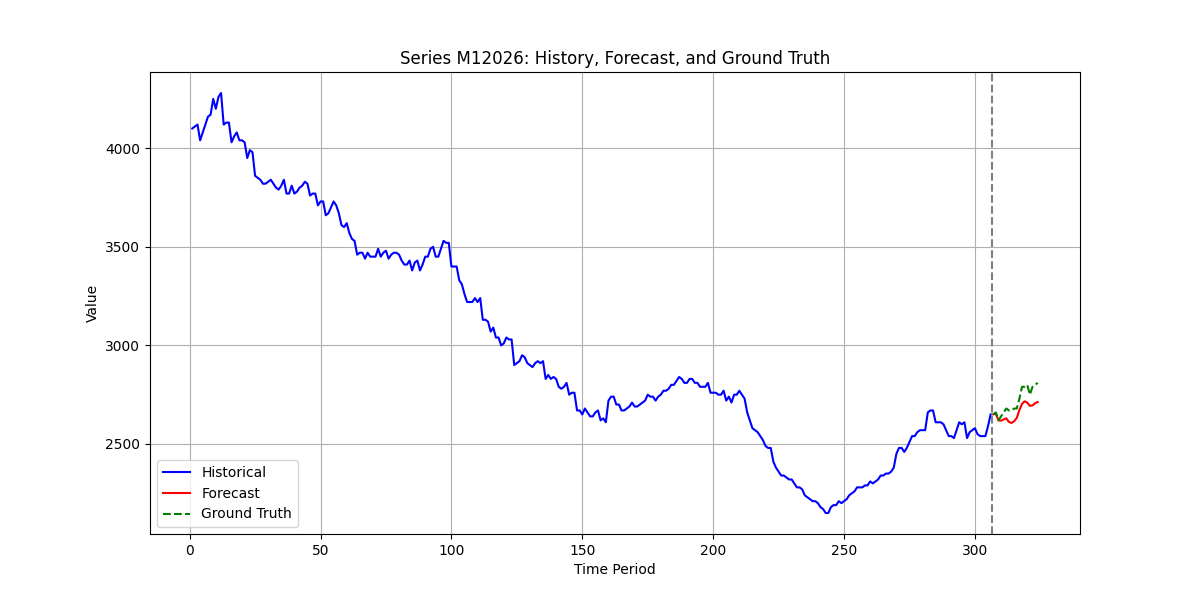 Series M12026: History, Forecast, and Ground Truth
Value
4000
3500
3000
2500
Historical
Forecast
Ground Truth
0 50 100 150 200 250 300
Time Period